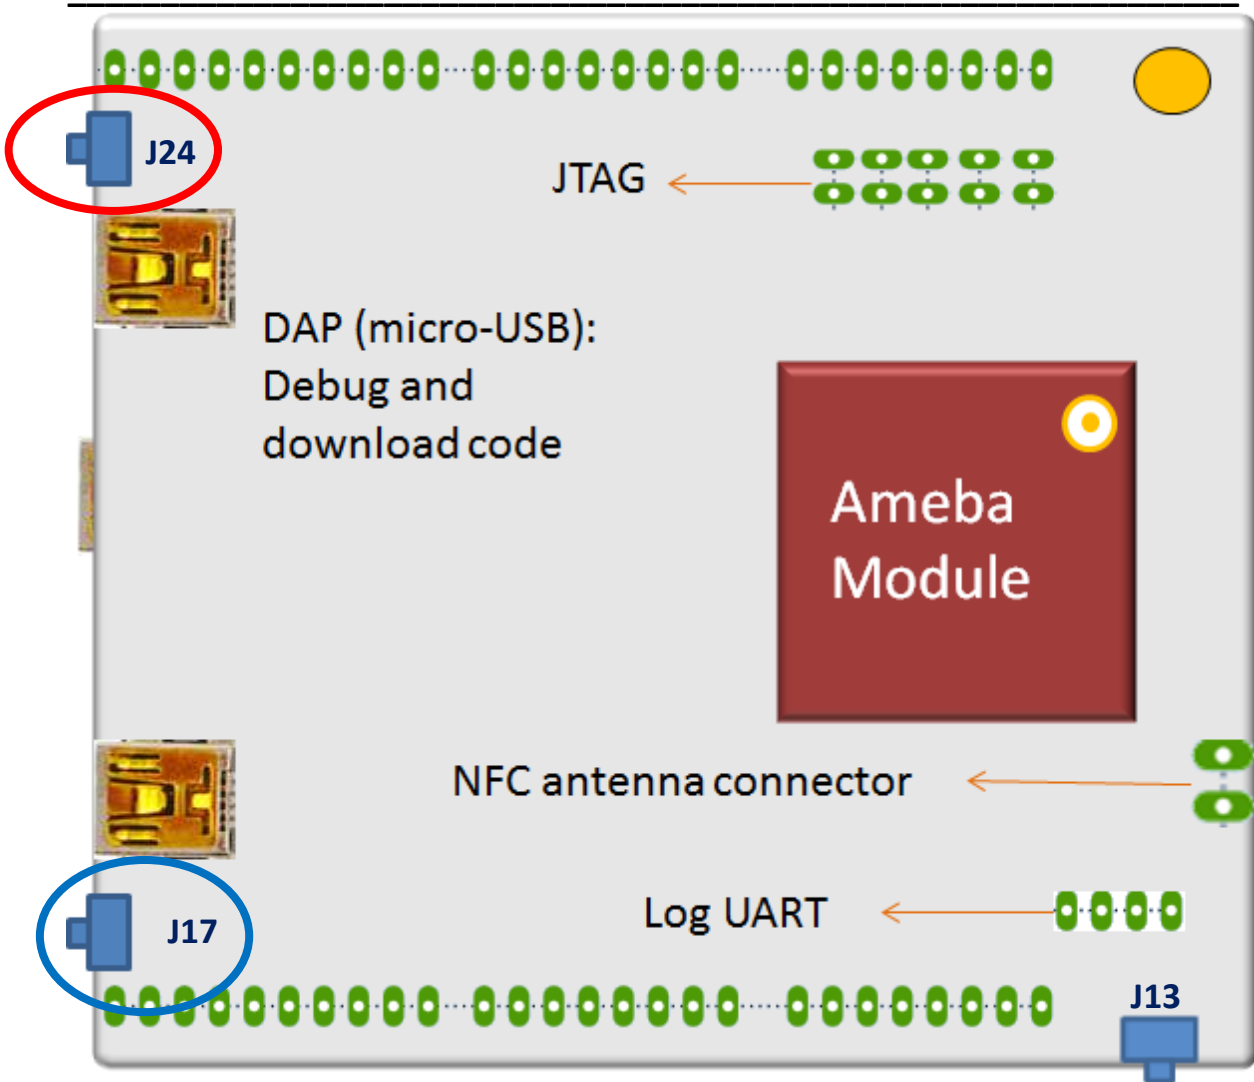 J24
JTAG
DAP (micro-USB):
Debug and
download code
Ameba
Module
NFC antenna connector
Log UART
J17
J13